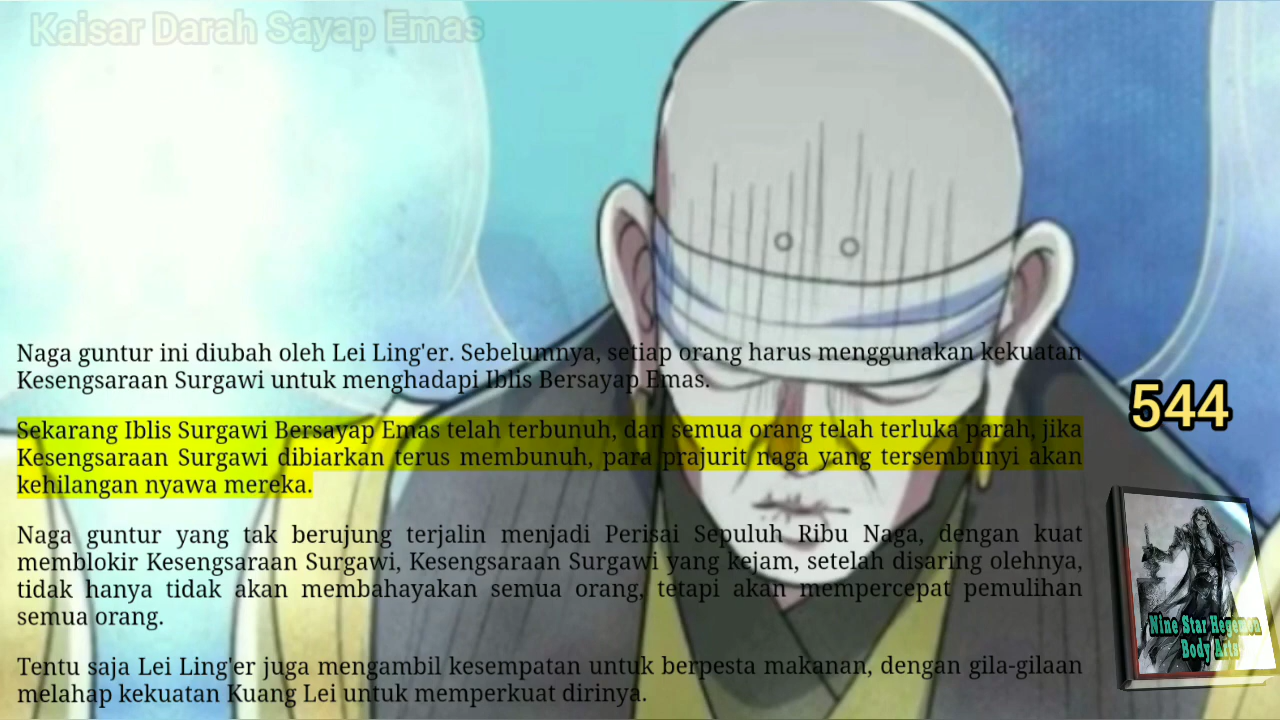 Kaisar Darah Sayap Emas
Naga guntur ini diubah oleh Lei Ling'er. Sebelumnya, setiap orang harus menggunakan kekuatan
Kesengsaraan Surgawi untuk menghadapi Iblis Bersayap Emas.
Sekarang Iblis Surgawi Bersayap Emas telah terbunuh, dan semua orang telah terluka parah, jika
Kesengsaraan Surgawi dibiarkan terus membunuh, para prajurit naga yang tersembunyi akan
kehilangan nyawa mereka.
544
Naga guntur yang tak berujung terjalin menjadi Perisai Sepuluh Ribu Naga, dengan kuat
memblokir Kesengsaraan Surgawi, Kesengsaraan Surgawi yang kejam, setelah disaring olehnya,
tidak hanya tidak akan membahayakan semua orang, tetapi akan mempercepat pemulihan
semua orang.
Tentu saja Lei Ling'er juga mengambil kesempatan untuk berpesta makanan, dengan gila-gilaan
melahap kekuatan Kuang Lei untuk memperkuat dirinya.
Nine Star Hegemon
Body Arts